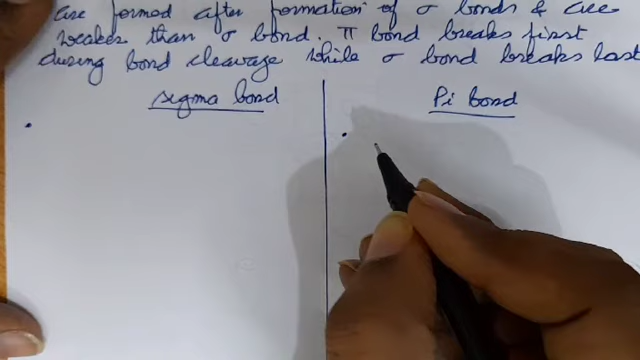 are formed after formation of σ bonds & are
weaker than σ bond. π bond breaks first
during bond cleavage while σ bond breaks last
sigma bond
Pi bond